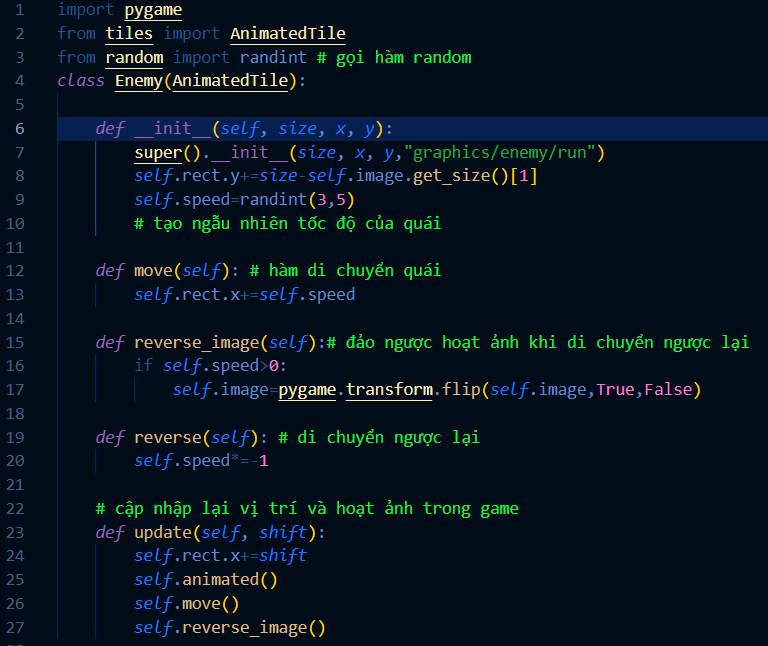 1 import pygame
2 from tiles import AnimatedTile
3 from random import randint # gọi hàm random
4 class Enemy(AnimatedTile):
5
6     def __init__(self, size, x, y):
7         super().__init__(size, x, y,"graphics/enemy/run")
8         self.rect.y+=size-self.image.get_size()[1]
9         self.speed=randint(3,5)
10         # tạo ngẫu nhiên tốc độ của quái
11
12     def move(self): # hàm di chuyển quái
13         self.rect.x+=self.speed
14
15     def reverse_image(self):# đảo ngược hoạt ảnh khi di chuyển ngược lại
16         if self.speed>0:
17             self.image=pygame.transform.flip(self.image,True,False)
18
19     def reverse(self): # di chuyển ngược lại
20         self.speed*=-1
21
22     # cập nhập lại vị trí và hoạt ảnh trong game
23     def update(self, shift):
24         self.rect.x+=shift
25         self.animated()
26         self.move()
27         self.reverse_image()